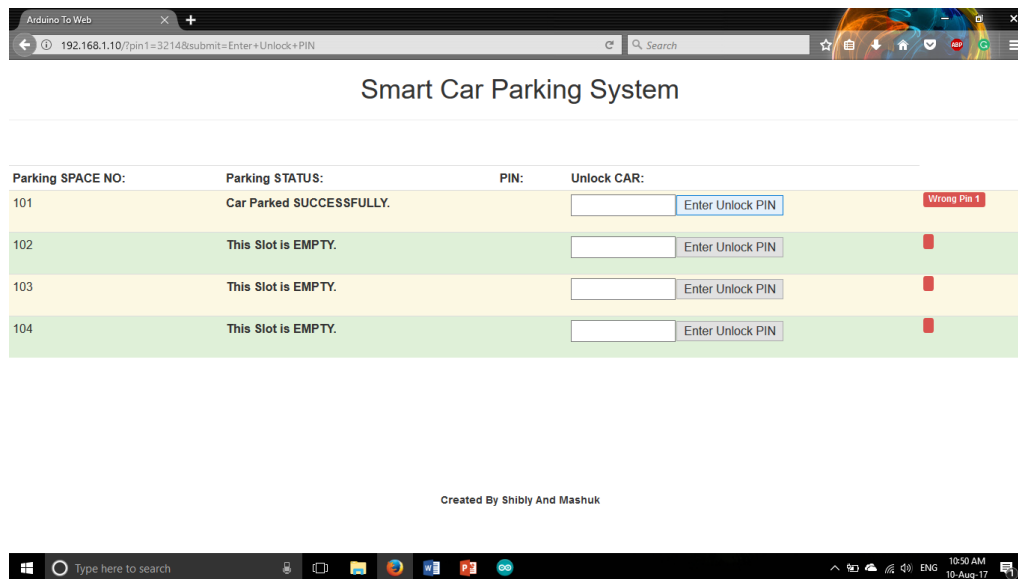 Arduino To Web
192.168.1.10/?pin1=3214&submit=Enter+Unlock+PIN
Search
ABP
G
Smart Car Parking System
Parking SPACE NO: Parking STATUS: PIN: Unlock CAR:
101 Car Parked SUCCESSFULLY. Enter Unlock PIN Wrong Pin 1
102 This Slot is EMPTY. Enter Unlock PIN
103 This Slot is EMPTY. Enter Unlock PIN
104 This Slot is EMPTY. Enter Unlock PIN
Created By Shibly And Mashuk
Type here to search
ENG
10:50 AM
10-Aug-17
1